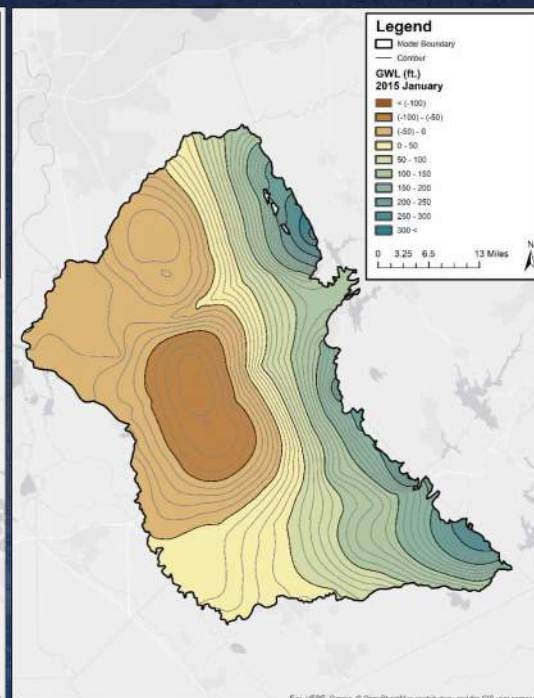 Legend
Model Boundary
Contour
GWL (ft.)
2015 January
< (-100)
(-100) - (-50)
(-50) - 0
0 - 50
50 - 100
100 - 150
150 - 200
200 - 250
250 - 300
300 <
N
0 3.25 6.5 13 Miles